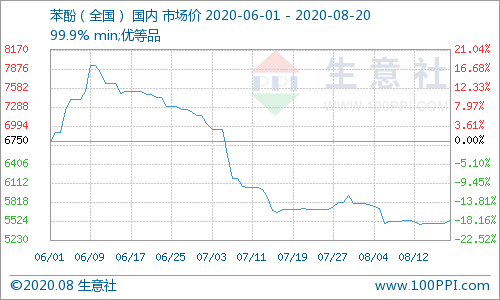 苯酚（全国） 国内 市场价 2020-06-01 - 2020-08-20
99.9% min;优等品
8170 21.04%
7876 16.68%
7582 12.33%
7288 7.97%
6994 3.61%
6750 0.00%
6406 -5.10%
6112 -9.45%
5818 -13.81%
5524 -18.16%
5230 -22.52%
生意社
100PPI.COM
06/01 06/09 06/17 06/25 07/03 07/11 07/19 07/27 08/04 08/12
©2020.08 生意社 www.100PPI.com